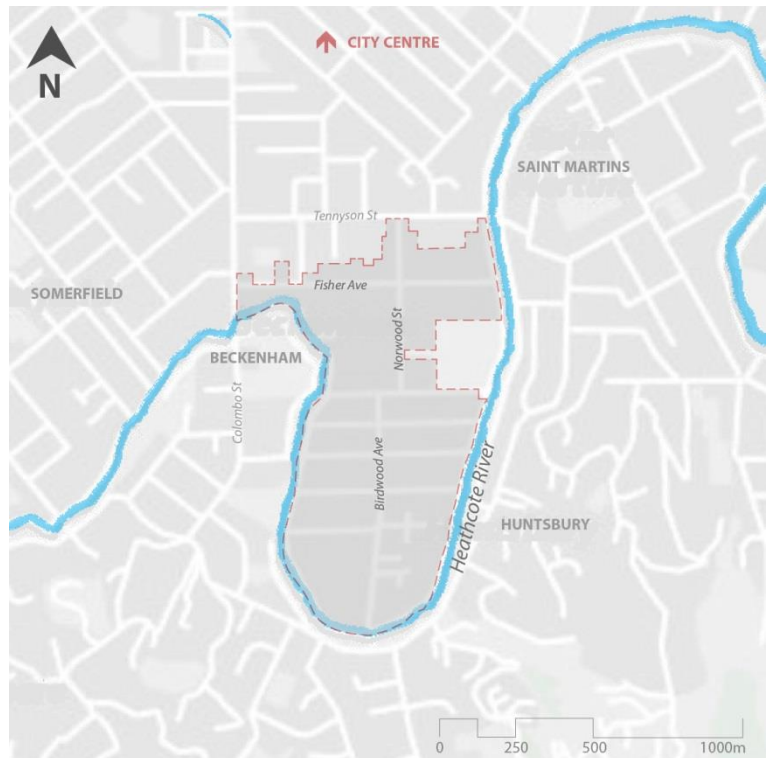 CITY CENTRE
N
SAINT MARTINS
Tennyson St
Fisher Ave
SOMERFIELD
Norwood St
BECKENHAM
Colombo St
Birdwood Ave
Heathcote River
HUNTSBURY
0 250 500 1000m